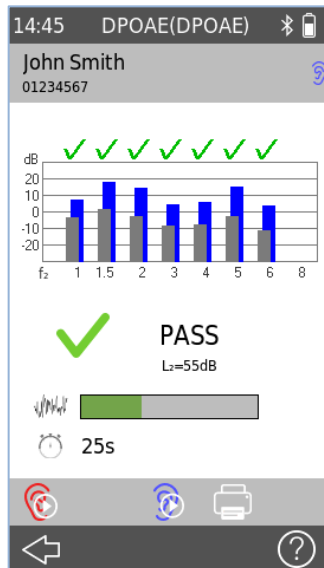 14:45 DPOAE(DPOAE)
John Smith
01234567
dB
20
10
0
-10
-20
f₂ 1 1.5 2 3 4 5 6 8
PASS
L₂=55dB
25s
?